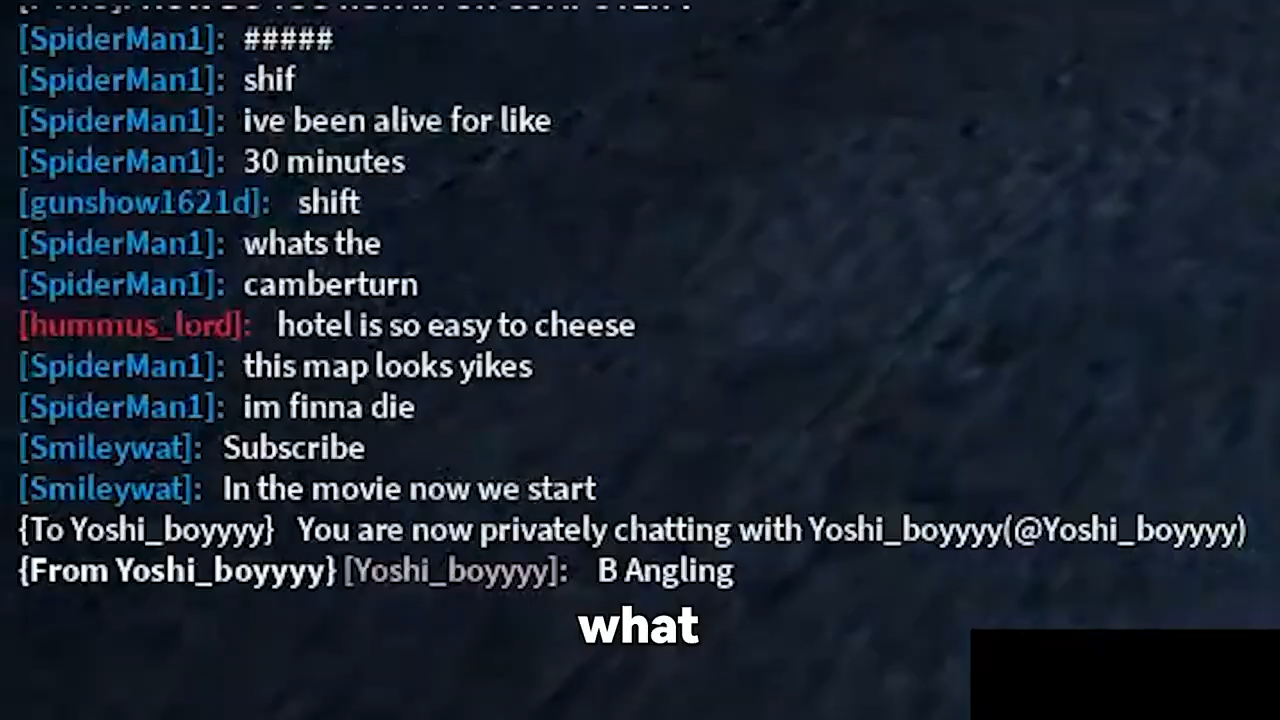 [SpiderMan1]: #####
[SpiderMan1]: shif
[SpiderMan1]: ive been alive for like
[SpiderMan1]: 30 minutes
[gunshow1621d]: shift
[SpiderMan1]: whats the
[SpiderMan1]: camberturn
[hummus_lord]: hotel is so easy to cheese
[SpiderMan1]: this map looks yikes
[SpiderMan1]: im finna die
[Smileywat]: Subscribe
[Smileywat]: In the movie now we start
{To Yoshi_boyyyy} You are now privately chatting with Yoshi_boyyyy(@Yoshi_boyyyy)
{From Yoshi_boyyyy} [Yoshi_boyyyy]: B Angling
what